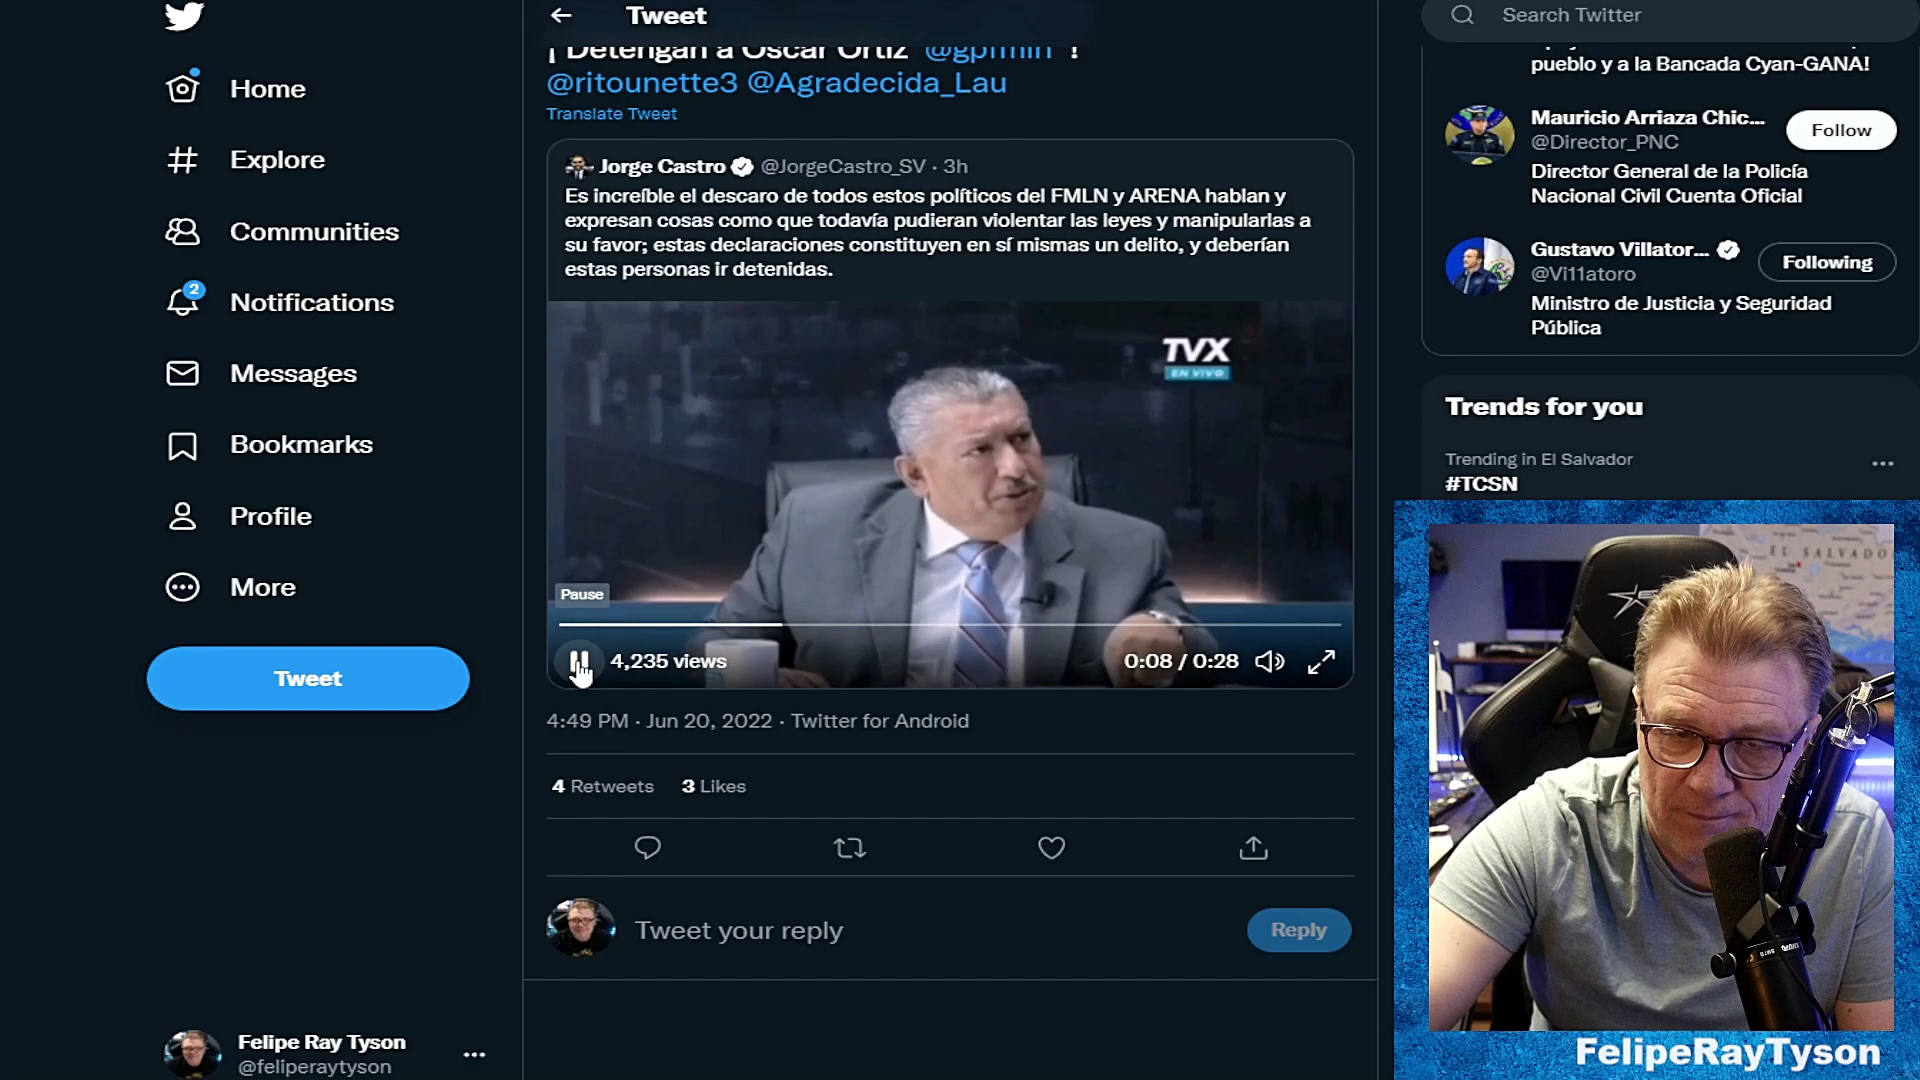 Home
Explore
Communities
2
Notifications
Messages
Bookmarks
Profile
More
Tweet
Felipe Ray Tyson
@feliperaytyson
Tweet
¡ Detengan a Oscar Ortiz @gpfmln !
@ritounette3 @Agradecida_Lau
Translate Tweet
Jorge Castro @JorgeCastro_SV · 3h
Es increíble el descaro de todos estos políticos del FMLN y ARENA hablan y
expresan cosas como que todavía pudieran violentar las leyes y manipularlas a
su favor; estas declaraciones constituyen en sí mismas un delito, y deberían
estas personas ir detenidas.
TVX
EN VIVO
Pause
4,235 views
0:08 / 0:28
4:49 PM · Jun 20, 2022 · Twitter for Android
4 Retweets 3 Likes
Tweet your reply
Reply
Search Twitter
pueblo y a la Bancada Cyan-GANA!
Mauricio Arriaza Chic...
@Director_PNC
Follow
Director General de la Policía
Nacional Civil Cuenta Oficial
Gustavo Villator...
@Vi11atoro
Following
Ministro de Justicia y Seguridad
Pública
Trends for you
Trending in El Salvador
#TCSN
EL SALVADO
FelipeRayTyson